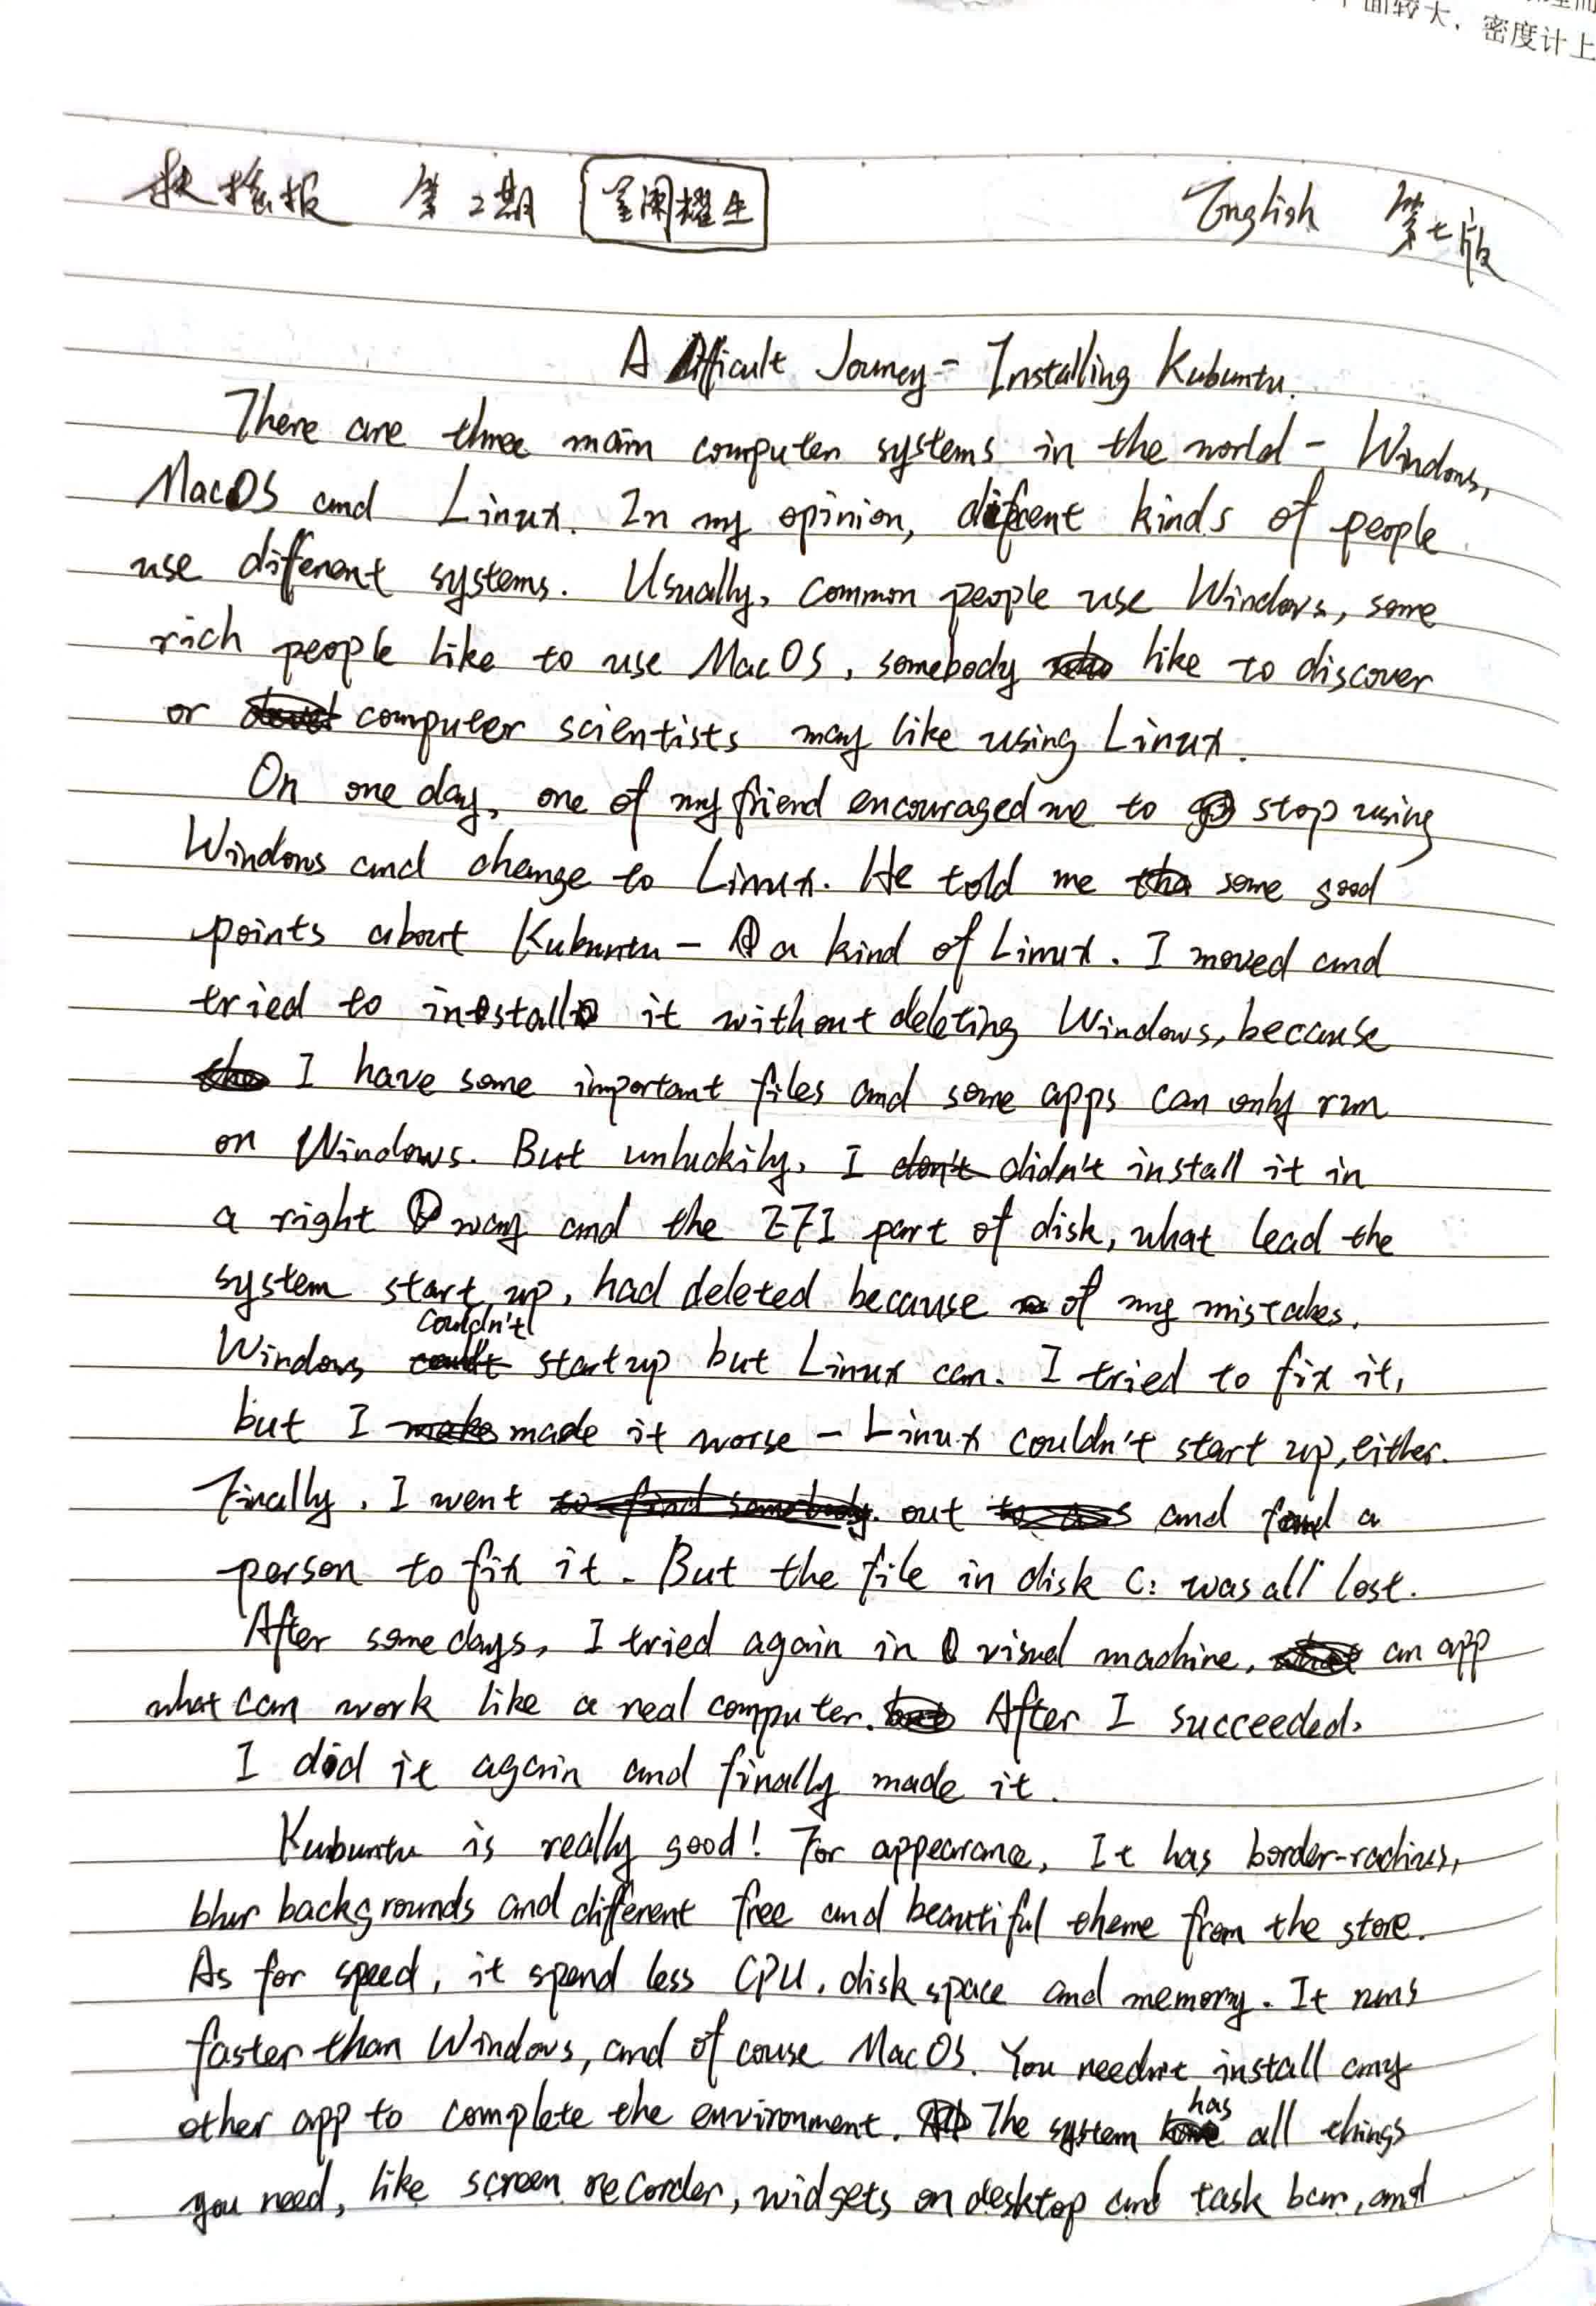 面较大，密度计上
扶摇报 第2期 星阑耀生 English 第七版
A Difficult Journey - Installing Kubuntu.
There are three main computer systems in the world - Windows,
MacOS and Linux. In my opinion, different kinds of people
use different systems. Usually, common people use Windows, some
rich people like to use MacOS, somebody like to discover
or computer scientists may like using Linux.
On one day, one of my friend encouraged me to stop using
Windows and change to Linux. He told me some good
points about Kubuntu - a kind of Linux. I moved and
tried to install it without deleting Windows, because
I have some important files and some apps can only run
on Windows. But unluckily, I didn't install it in
a right way and the EFI part of disk, what lead the
system start up, had deleted because of my mistakes.
Windows couldn't start up but Linux can. I tried to fix it,
but I made it worse - Linux couldn't start up, either.
Finally, I went out and found a
person to fix it. But the file in disk C: was all lost.
After some days, I tried again in visual machine, an app
what can work like a real computer. After I succeeded,
I did it again and finally made it.
Kubuntu is really good! For appearance, It has border-radius,
blur backgrounds and different free and beautiful theme from the store.
As for speed, it spend less CPU, disk space and memory. It runs
faster than Windows, and of couse MacOS. You needn't install any
other app to complete the environment. The system has all things
you need, like screen recorder, widgets on desktop and task bar, and